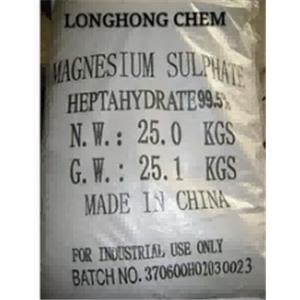 LONGHONG CHEM
MAGNESIUM SULPHATE
HEPTAHYDRATE 99.5%
N.W.: 25.0 KGS
G.W.: 25.1 KGS
MADE IN CHINA
FOR INDUSTRIAL USE ONLY
BATCH NO. 370600H02030023